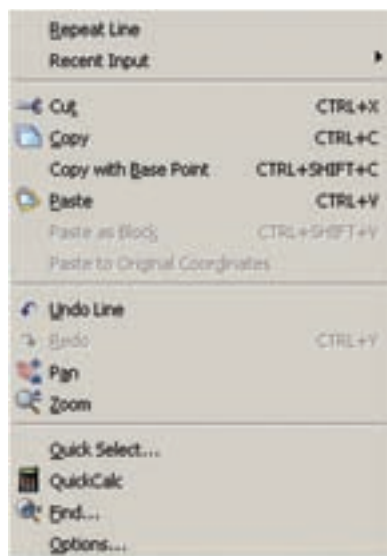 Repeat Line
Recent Input
Cut CTRL+X
Copy CTRL+C
Copy with Base Point CTRL+SHIFT+C
Paste CTRL+V
Paste as Block CTRL+SHIFT+V
Paste to Original Coordinates
Undo Line
Redo CTRL+Y
Pan
Zoom
Quick Select...
QuickCalc
Find...
Options...